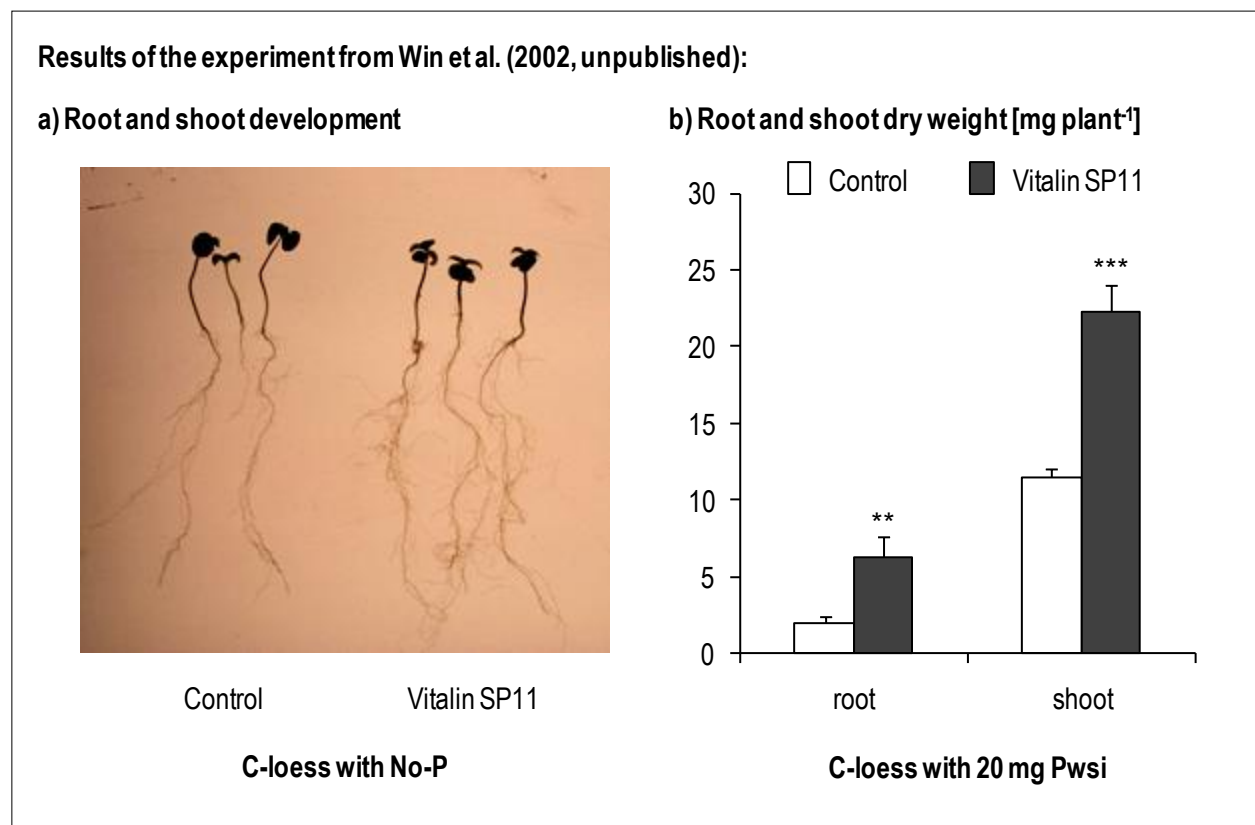 Results of the experiment from Win et al. (2002, unpublished):
a) Root and shoot development
b) Root and shoot dry weight [mg plant-1]
Control
Vitalin SP11
30
25
20
15
10
5
0
***
**
root
shoot
Control
Vitalin SP11
C-loess with No-P
C-loess with 20 mg Pwsi